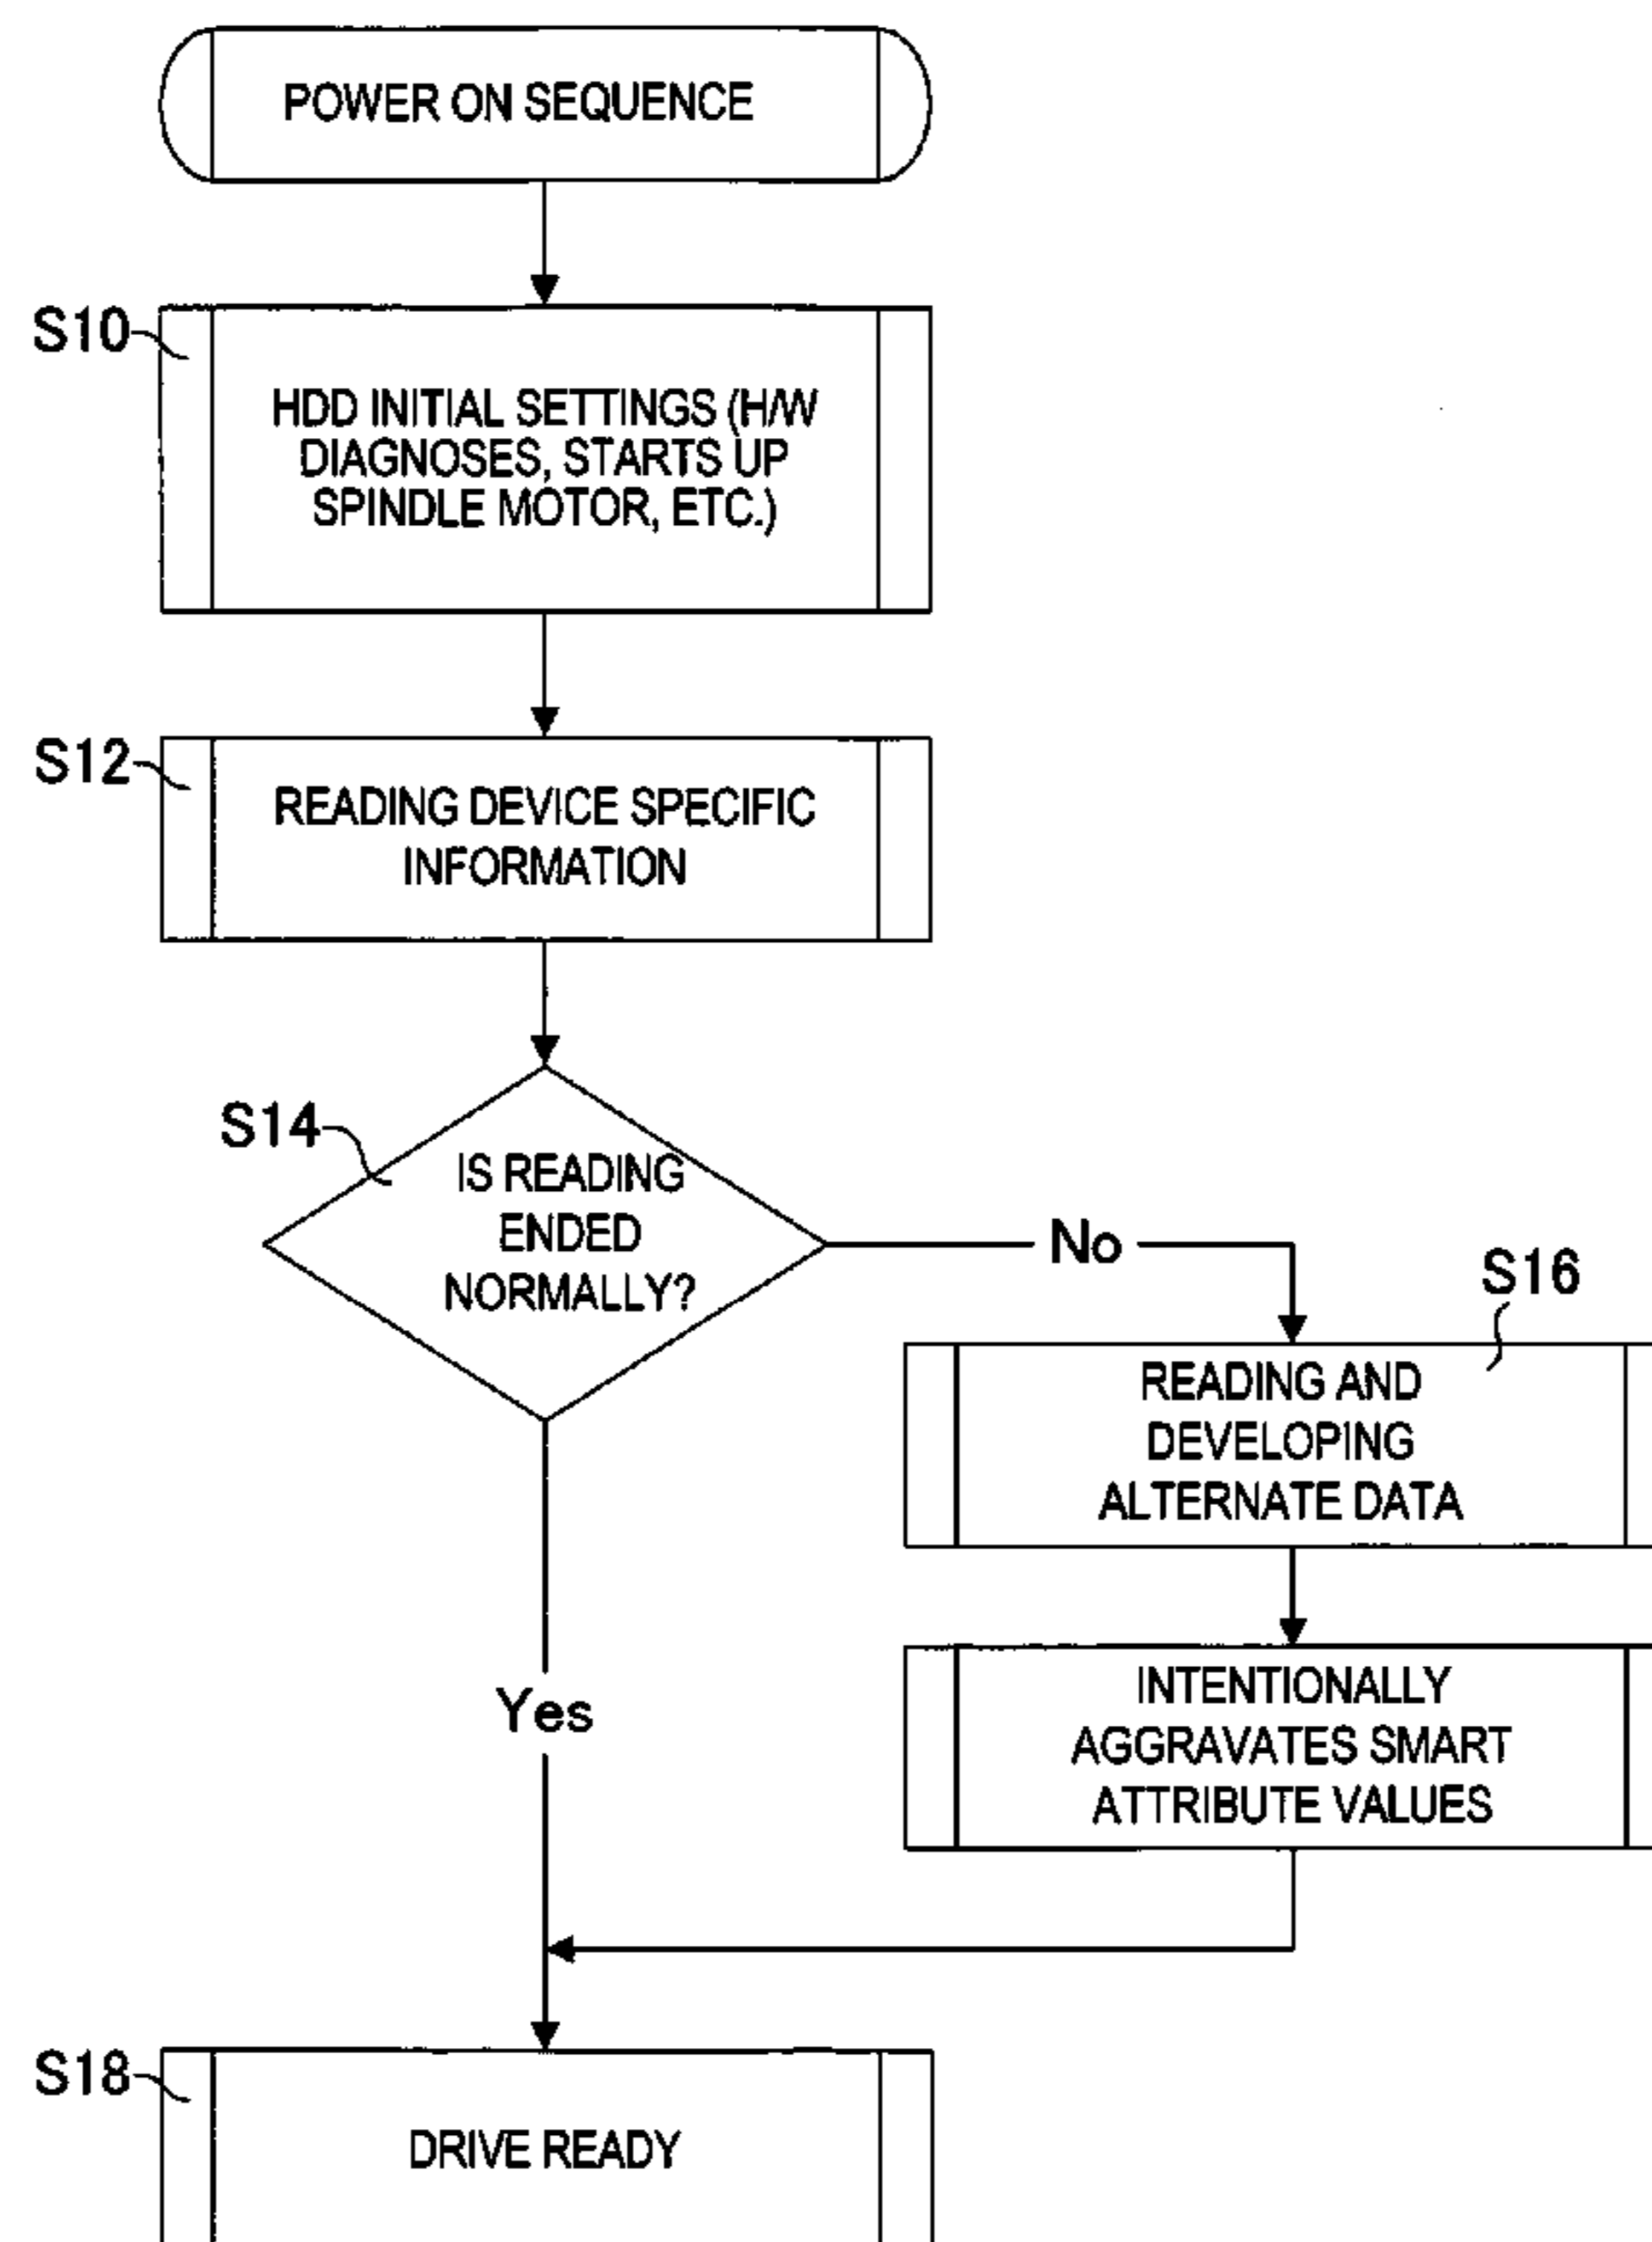 POWER ON SEQUENCE
S10
HDD INITIAL SETTINGS (H/W
DIAGNOSES, STARTS UP
SPINDLE MOTOR, ETC.)
S12
READING DEVICE SPECIFIC
INFORMATION
S14
IS READING
ENDED
NORMALLY?
No
S16
READING AND
DEVELOPING
ALTERNATE DATA
INTENTIONALLY
AGGRAVATES SMART
ATTRIBUTE VALUES
Yes
S18
DRIVE READY